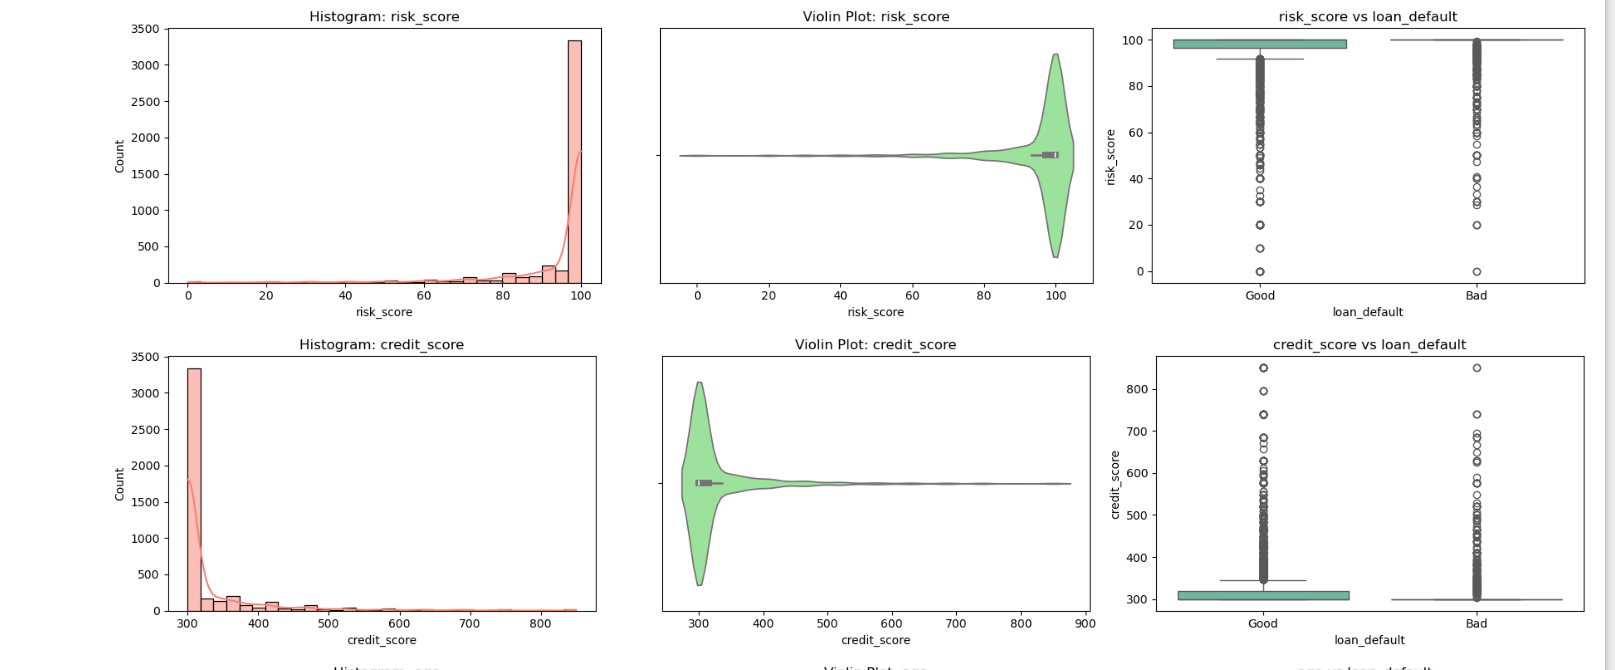 Histogram: risk_score
Violin Plot: risk_score
risk_score vs loan_default
3500
3000
2500
2000
1500
1000
500
0
Count
0 20 40 60 80 100
risk_score
0 20 40 60 80 100
risk_score
100
80
60
40
20
0
risk_score
Good Bad
loan_default
Histogram: credit_score
Violin Plot: credit_score
credit_score vs loan_default
3500
3000
2500
2000
1500
1000
500
0
Count
300 400 500 600 700 800
credit_score
300 400 500 600 700 800 900
credit_score
800
700
600
500
400
300
credit_score
Good Bad
loan_default